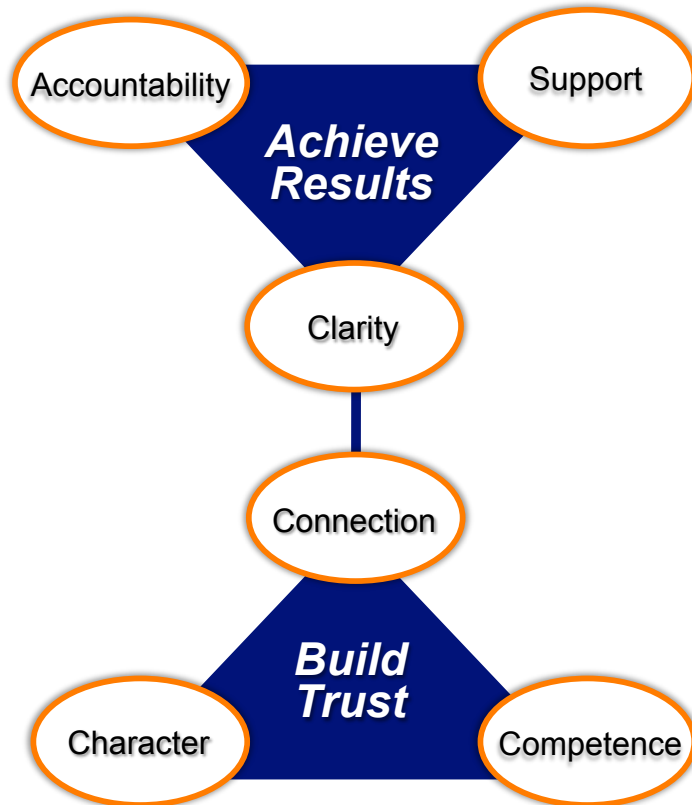 Accountability
Support
Achieve
Results
Clarity
Connection
Build
Trust
Character
Competence